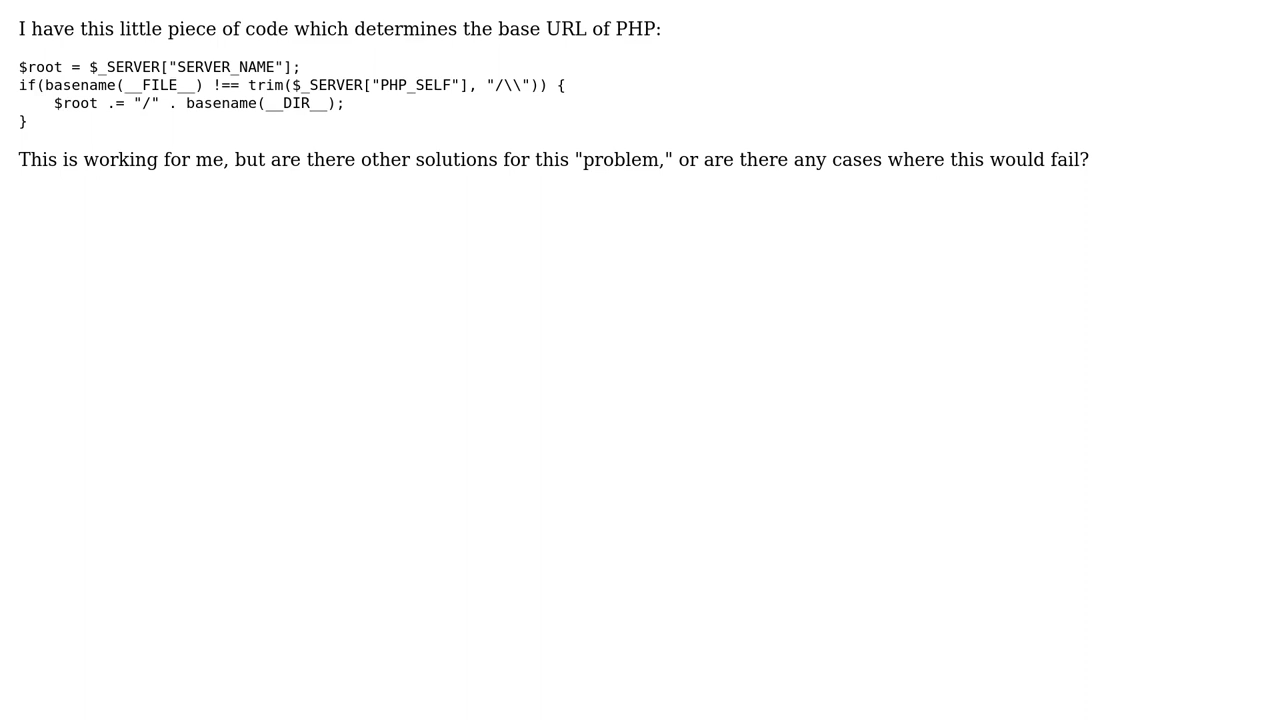 I have this little piece of code which determines the base URL of PHP:
$root = $_SERVER["SERVER_NAME"];
if(basename(__FILE__) !== trim($_SERVER["PHP_SELF"], "/\\")) {
    $root .= "/" . basename(__DIR__);
}
This is working for me, but are there other solutions for this "problem," or are there any cases where this would fail?